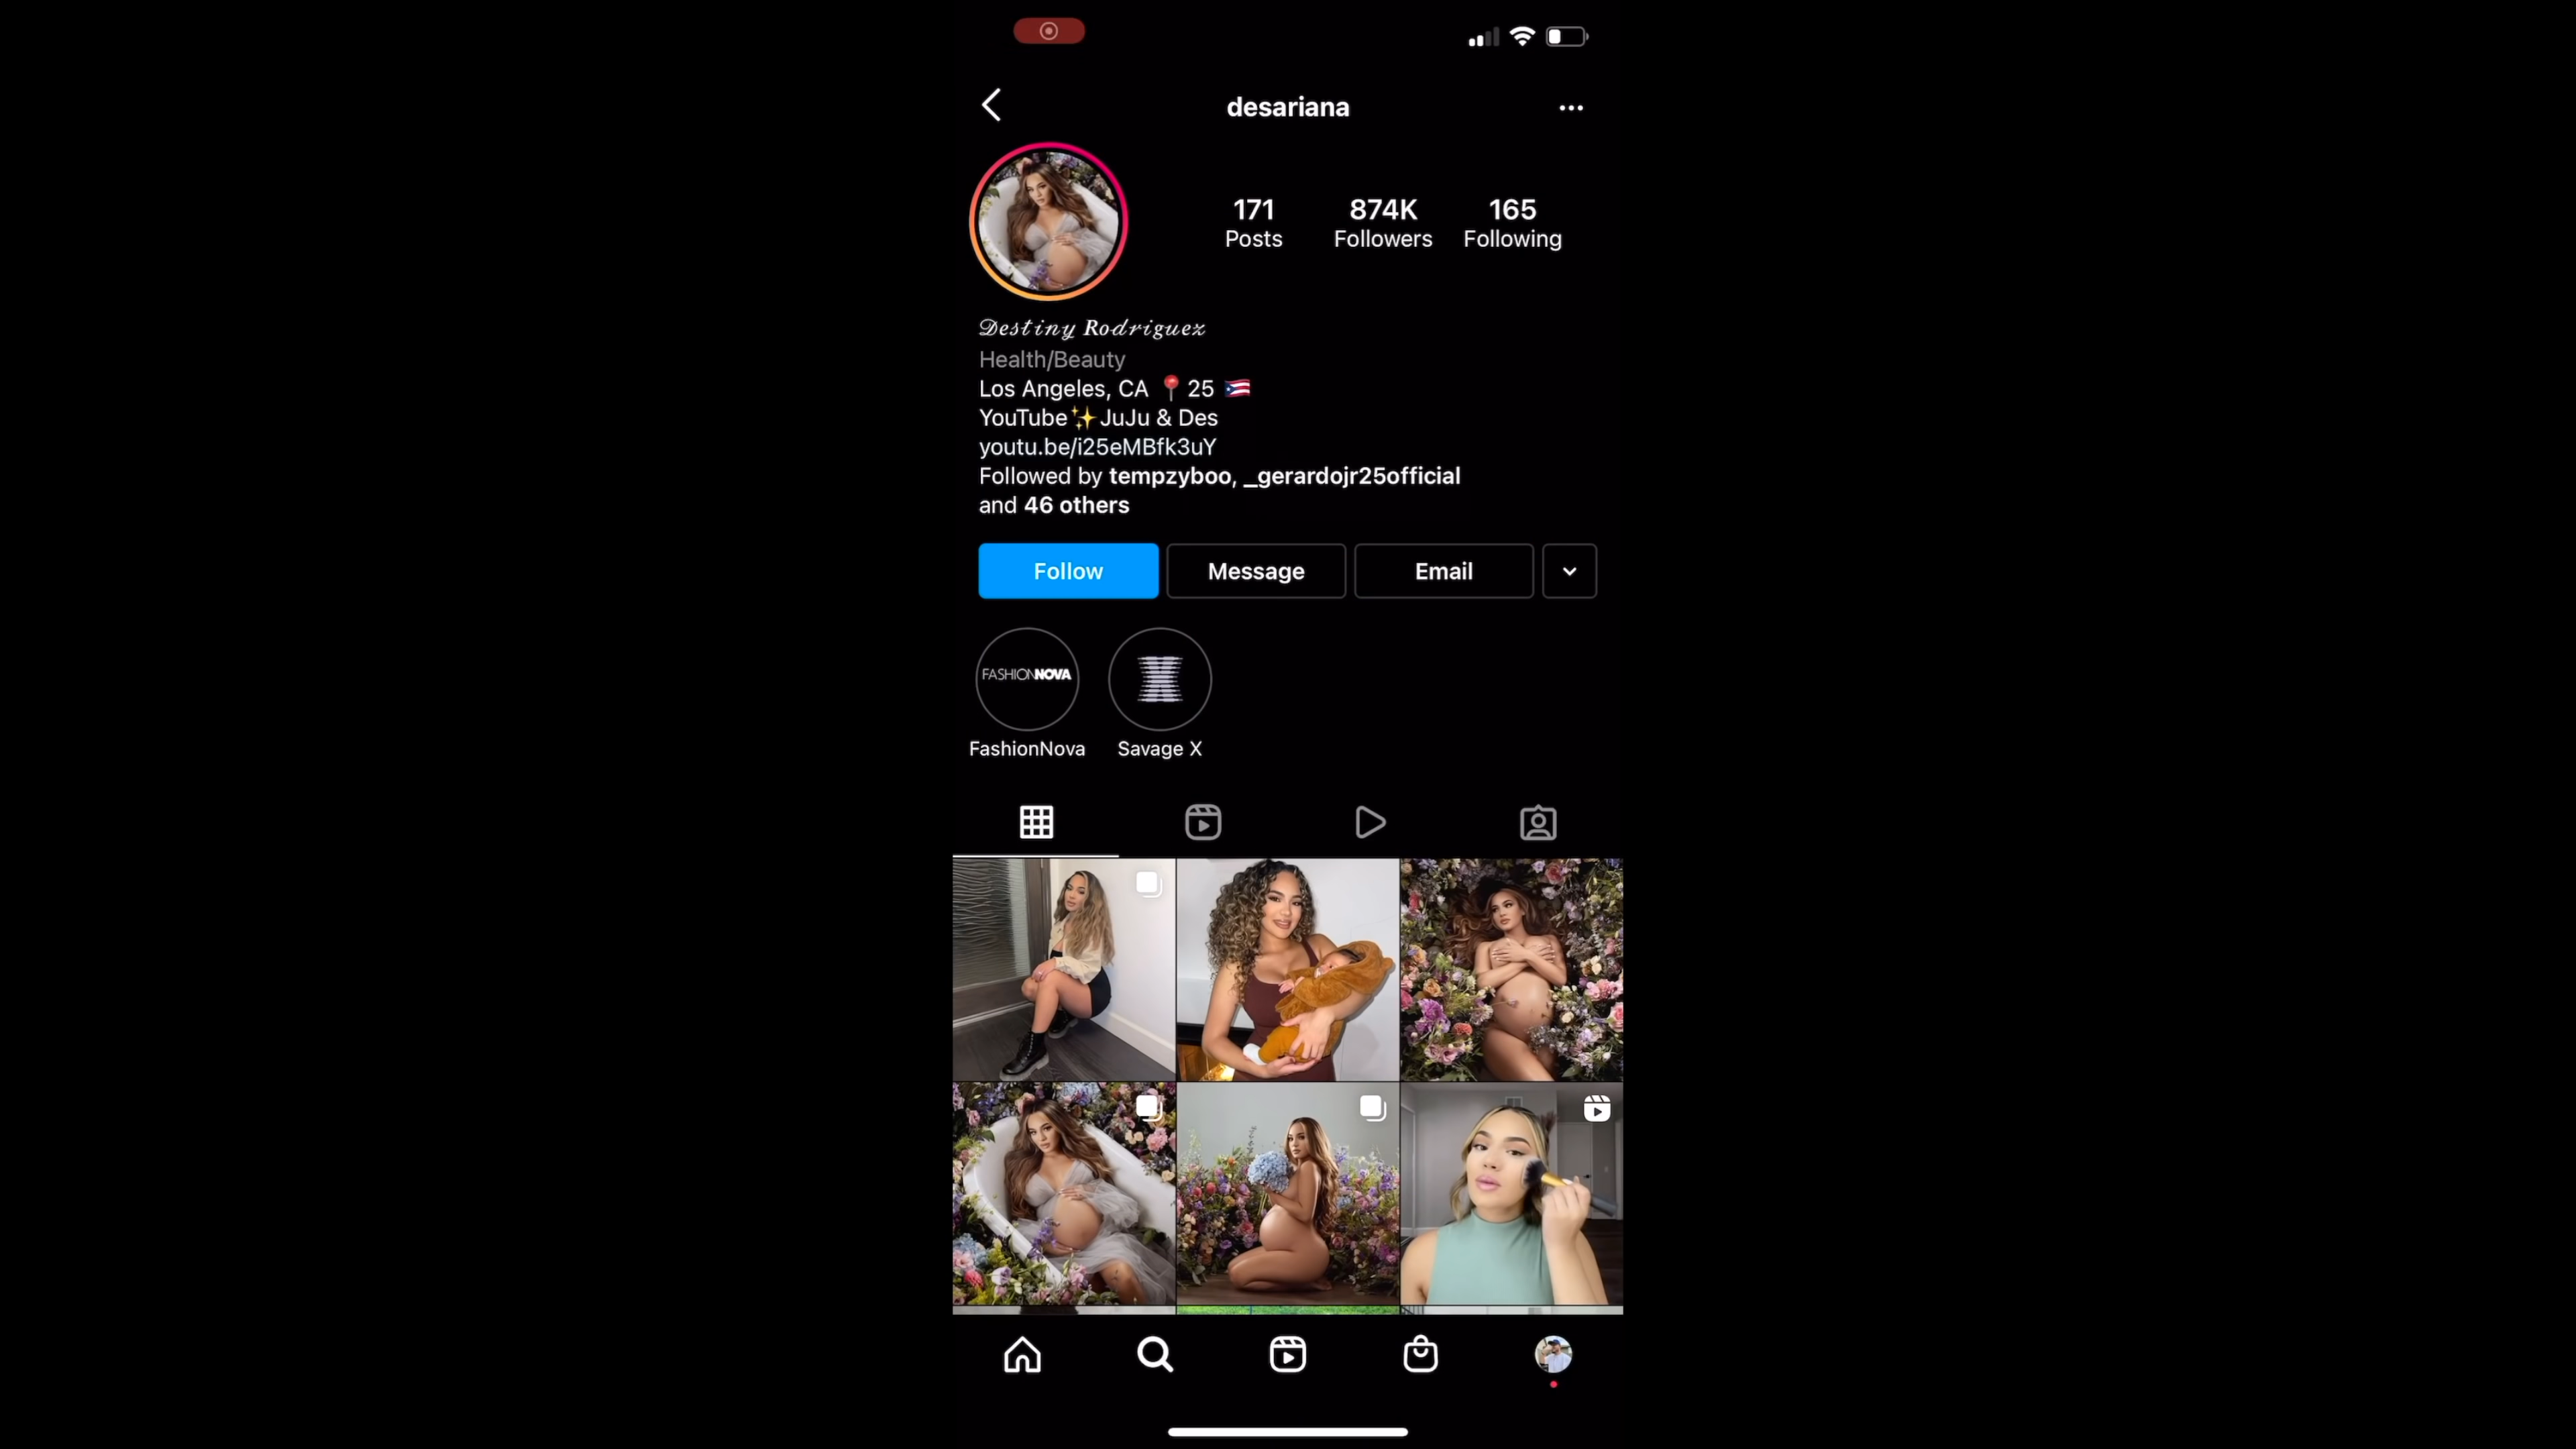 desariana
171
Posts
874K
Followers
165
Following
Destiny Rodriguez
Health/Beauty
Los Angeles, CA 📍 25 🇵🇷
YouTube✨JuJu & Des
youtu.be/i25eMBfk3uY
Followed by tempzyboo, _gerardojr25official
and 46 others
Follow
Message
Email
FASHIONNOVA
FashionNova
Savage X